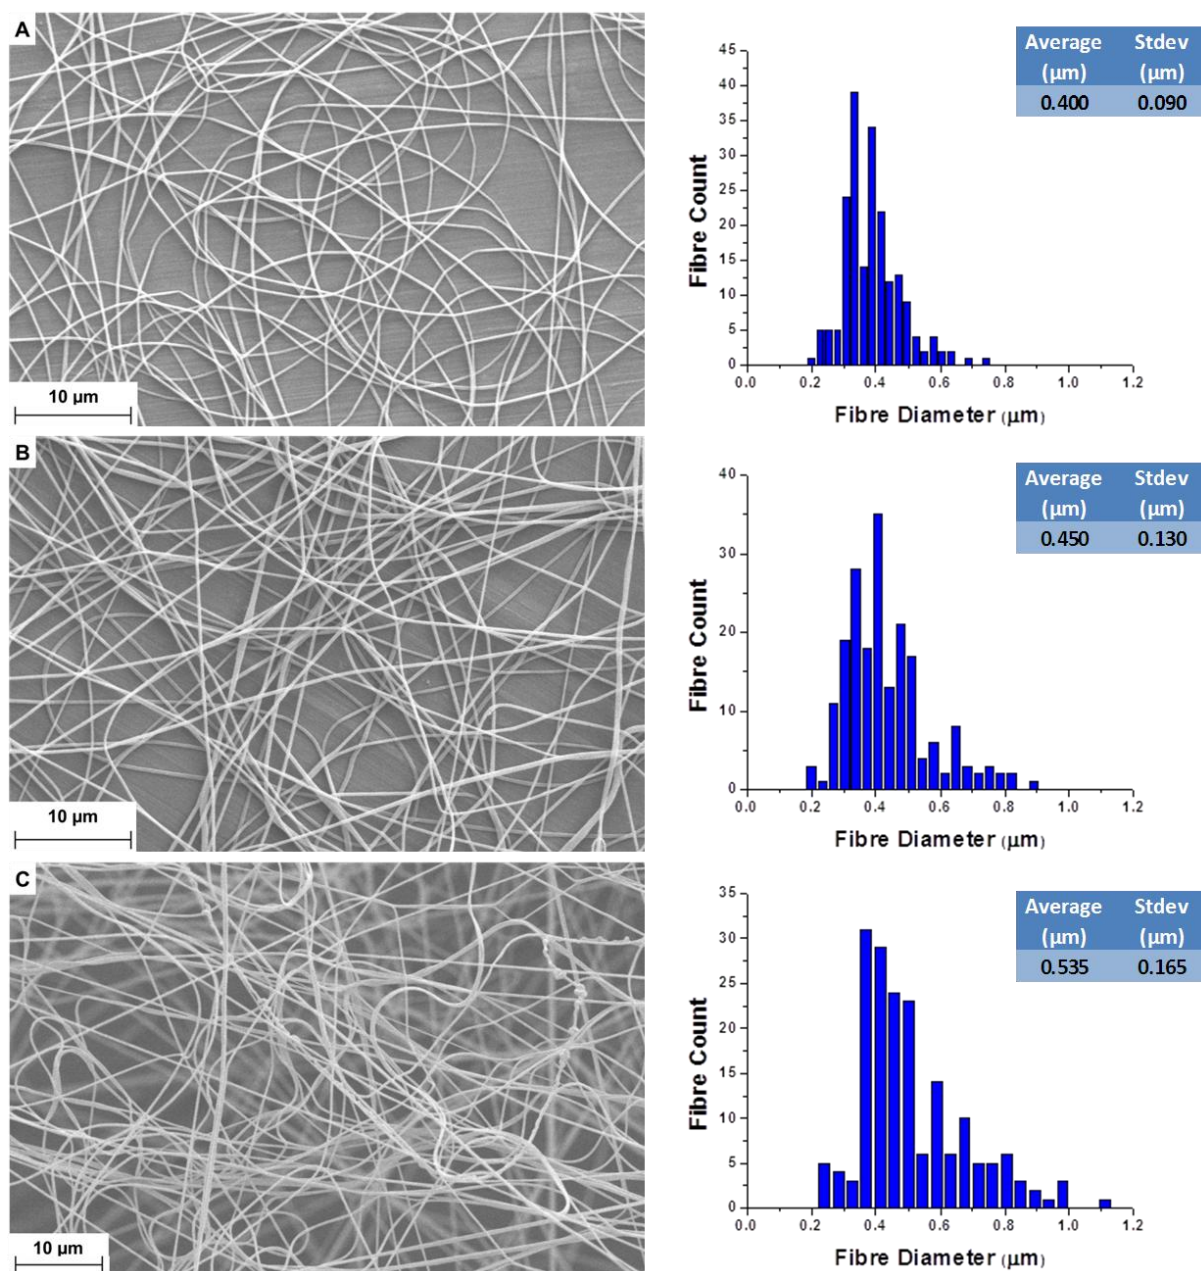 A
10 µm
Average Stdev
(µm) (µm)
0.400 0.090
45
40
35
30
25
20
15
10
5
0
Fibre Count
0.0 0.2 0.4 0.6 0.8 1.0 1.2
Fibre Diameter (µm)
B
10 µm
Average Stdev
(µm) (µm)
0.450 0.130
40
30
20
10
0
Fibre Count
0.0 0.2 0.4 0.6 0.8 1.0 1.2
Fibre Diameter (µm)
C
10 µm
Average Stdev
(µm) (µm)
0.535 0.165
35
30
25
20
15
10
5
0
Fibre Count
0.0 0.2 0.4 0.6 0.8 1.0 1.2
Fibre Diameter (µm)